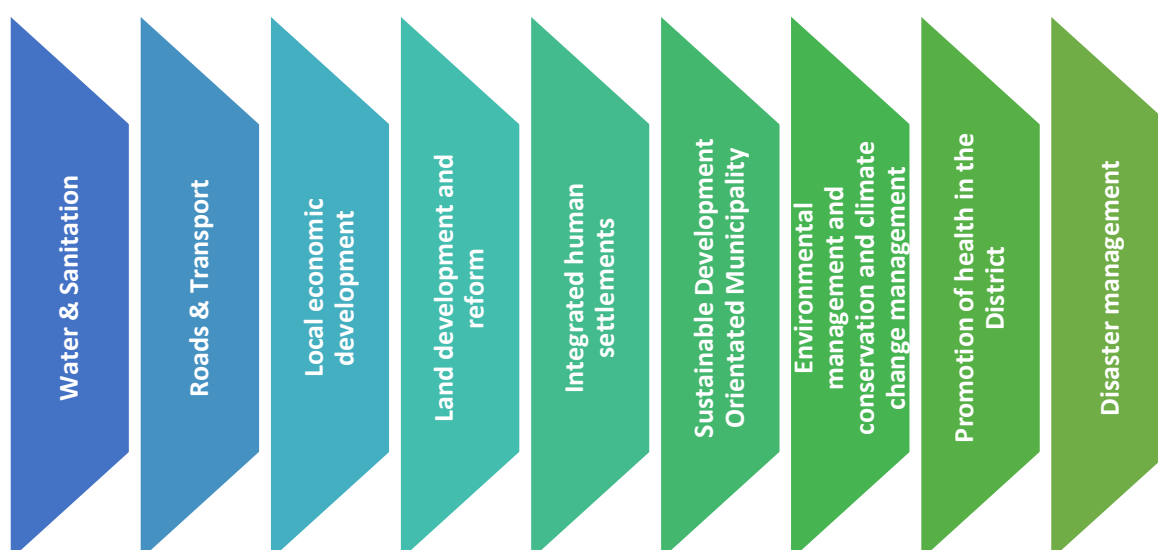 Water & Sanitation
Roads & Transport
Local economic
development
Land development and
reform
Integrated human
settlements
Sustainable Development
Orientated Municipality
Environmental
management and
conservation and climate
change management
Promotion of health in the
District
Disaster management